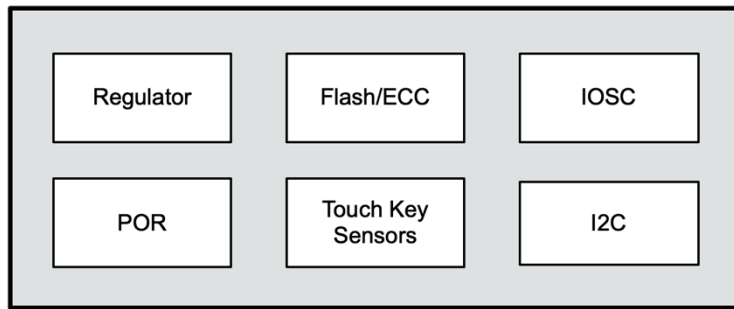 Regulator
Flash/ECC
IOSC
POR
Touch Key
Sensors
I2C